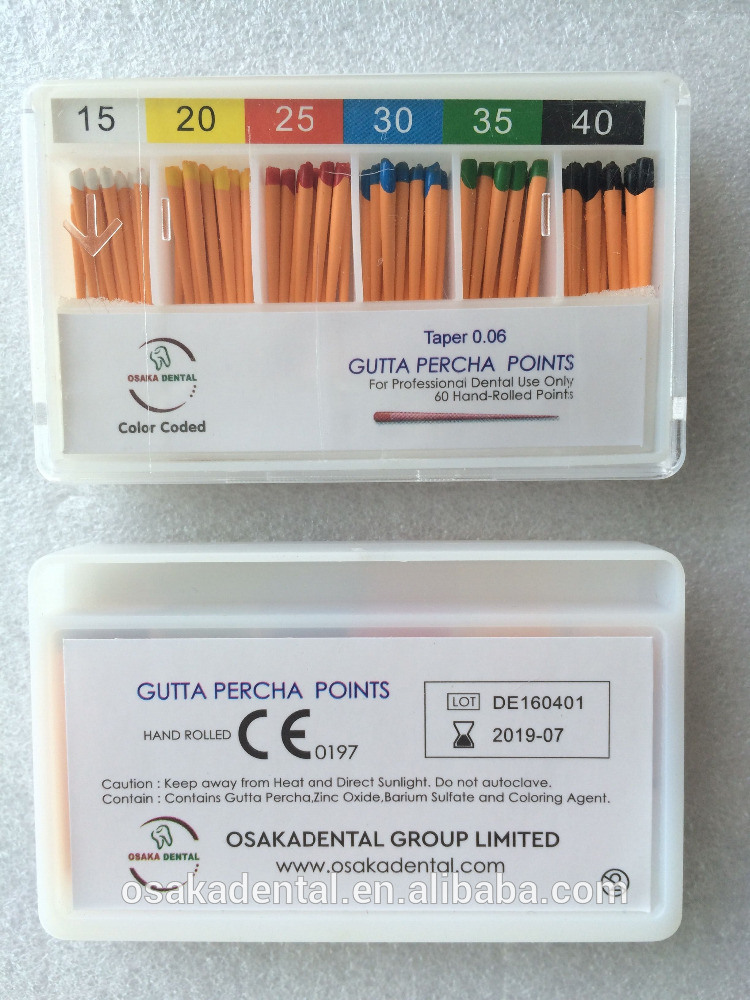 15 20 25 30 35 40
Taper 0.06
GUTTA PERCHA POINTS
For Professional Dental Use Only
60 Hand-Rolled Points
OSAKA DENTAL
Color Coded
GUTTA PERCHA POINTS
HAND ROLLED CE 0197
LOT DE160401
2019-07
Caution : Keep away from Heat and Direct Sunlight. Do not autoclave.
Contain : Contains Gutta Percha,Zinc Oxide,Barium Sulfate and Coloring Agent.
OSAKA DENTAL
OSAKADENTAL GROUP LIMITED
www.osakadental.com
osakadental.en.alibaba.com